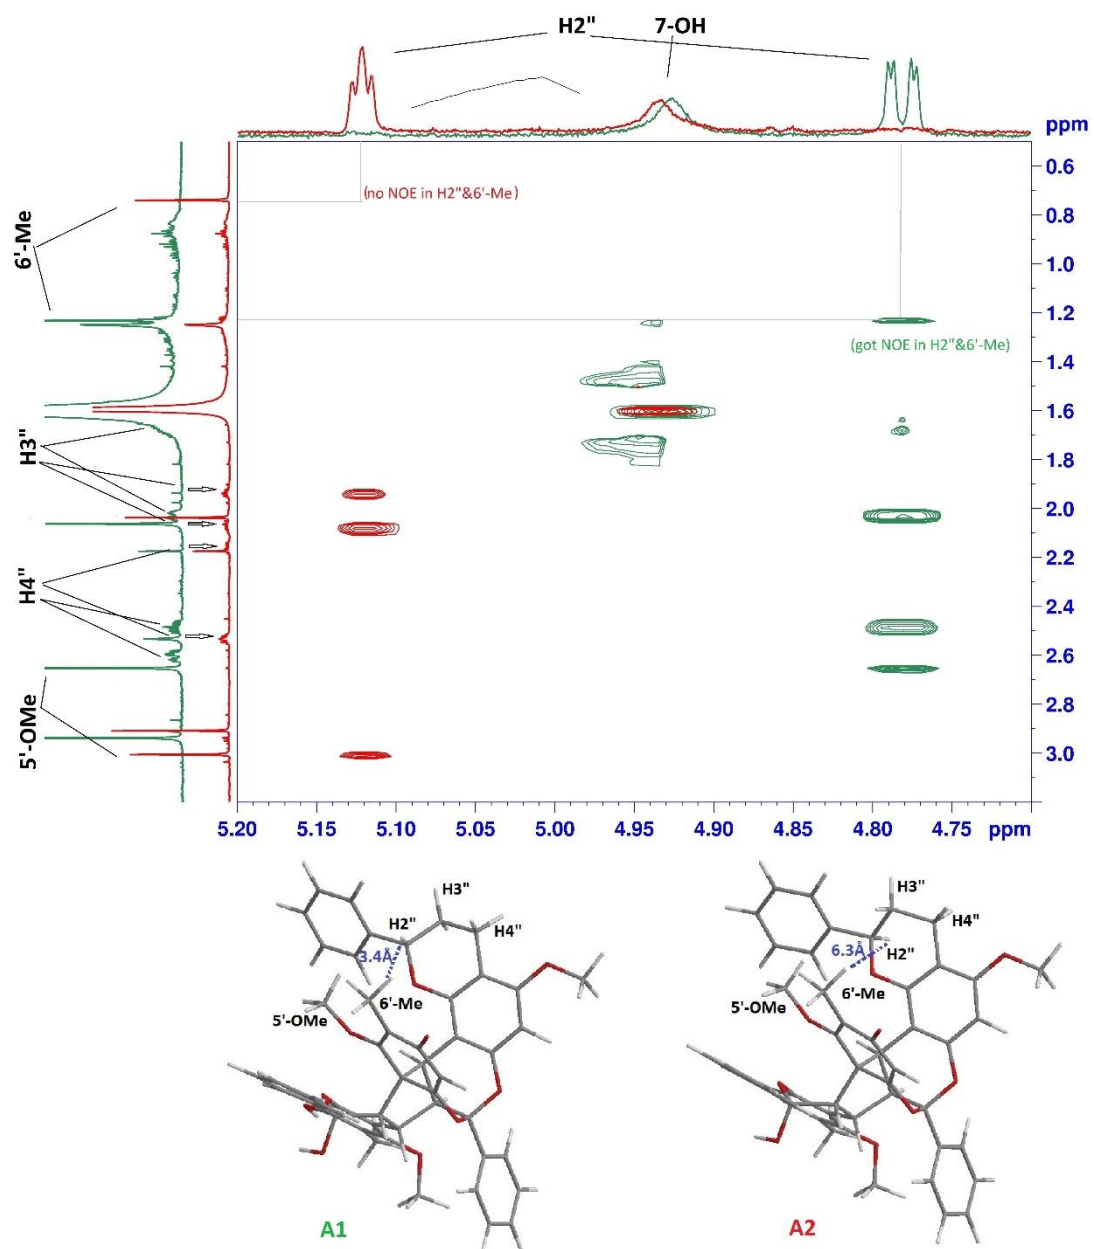 H2" 7-OH
ppm
(no NOE in H2"&6'-Me)
(got NOE in H2"&6'-Me)
6'-Me
H3"
H4"
5'-OMe
0.6
0.8
1.0
1.2
1.4
1.6
1.8
2.0
2.2
2.4
2.6
2.8
3.0
5.20 5.15 5.10 5.05 5.00 4.95 4.90 4.85 4.80 4.75 ppm
H3"
H2"
H4"
3.4Å
6'-Me
5'-OMe
A1
H3"
H4"
6.3Å
H2"
6'-Me
5'-OMe
A2